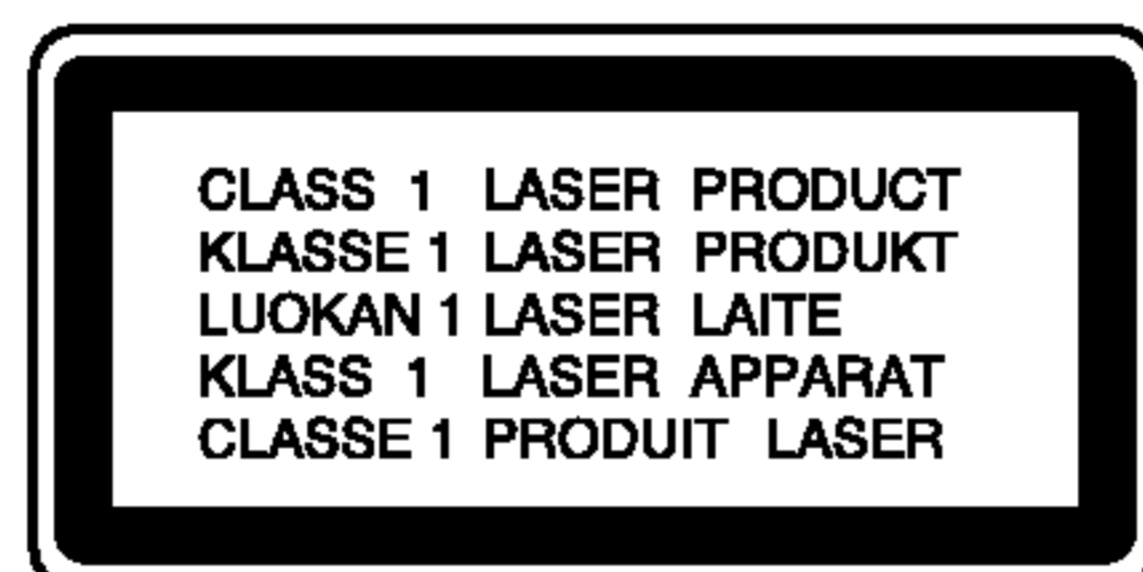 CLASS 1 LASER PRODUCT
KLASSE 1 LASER PRODUKT
LUOKAN 1 LASER LAITE
KLASS 1 LASER APPARAT
CLASSE 1 PRODUIT LASER